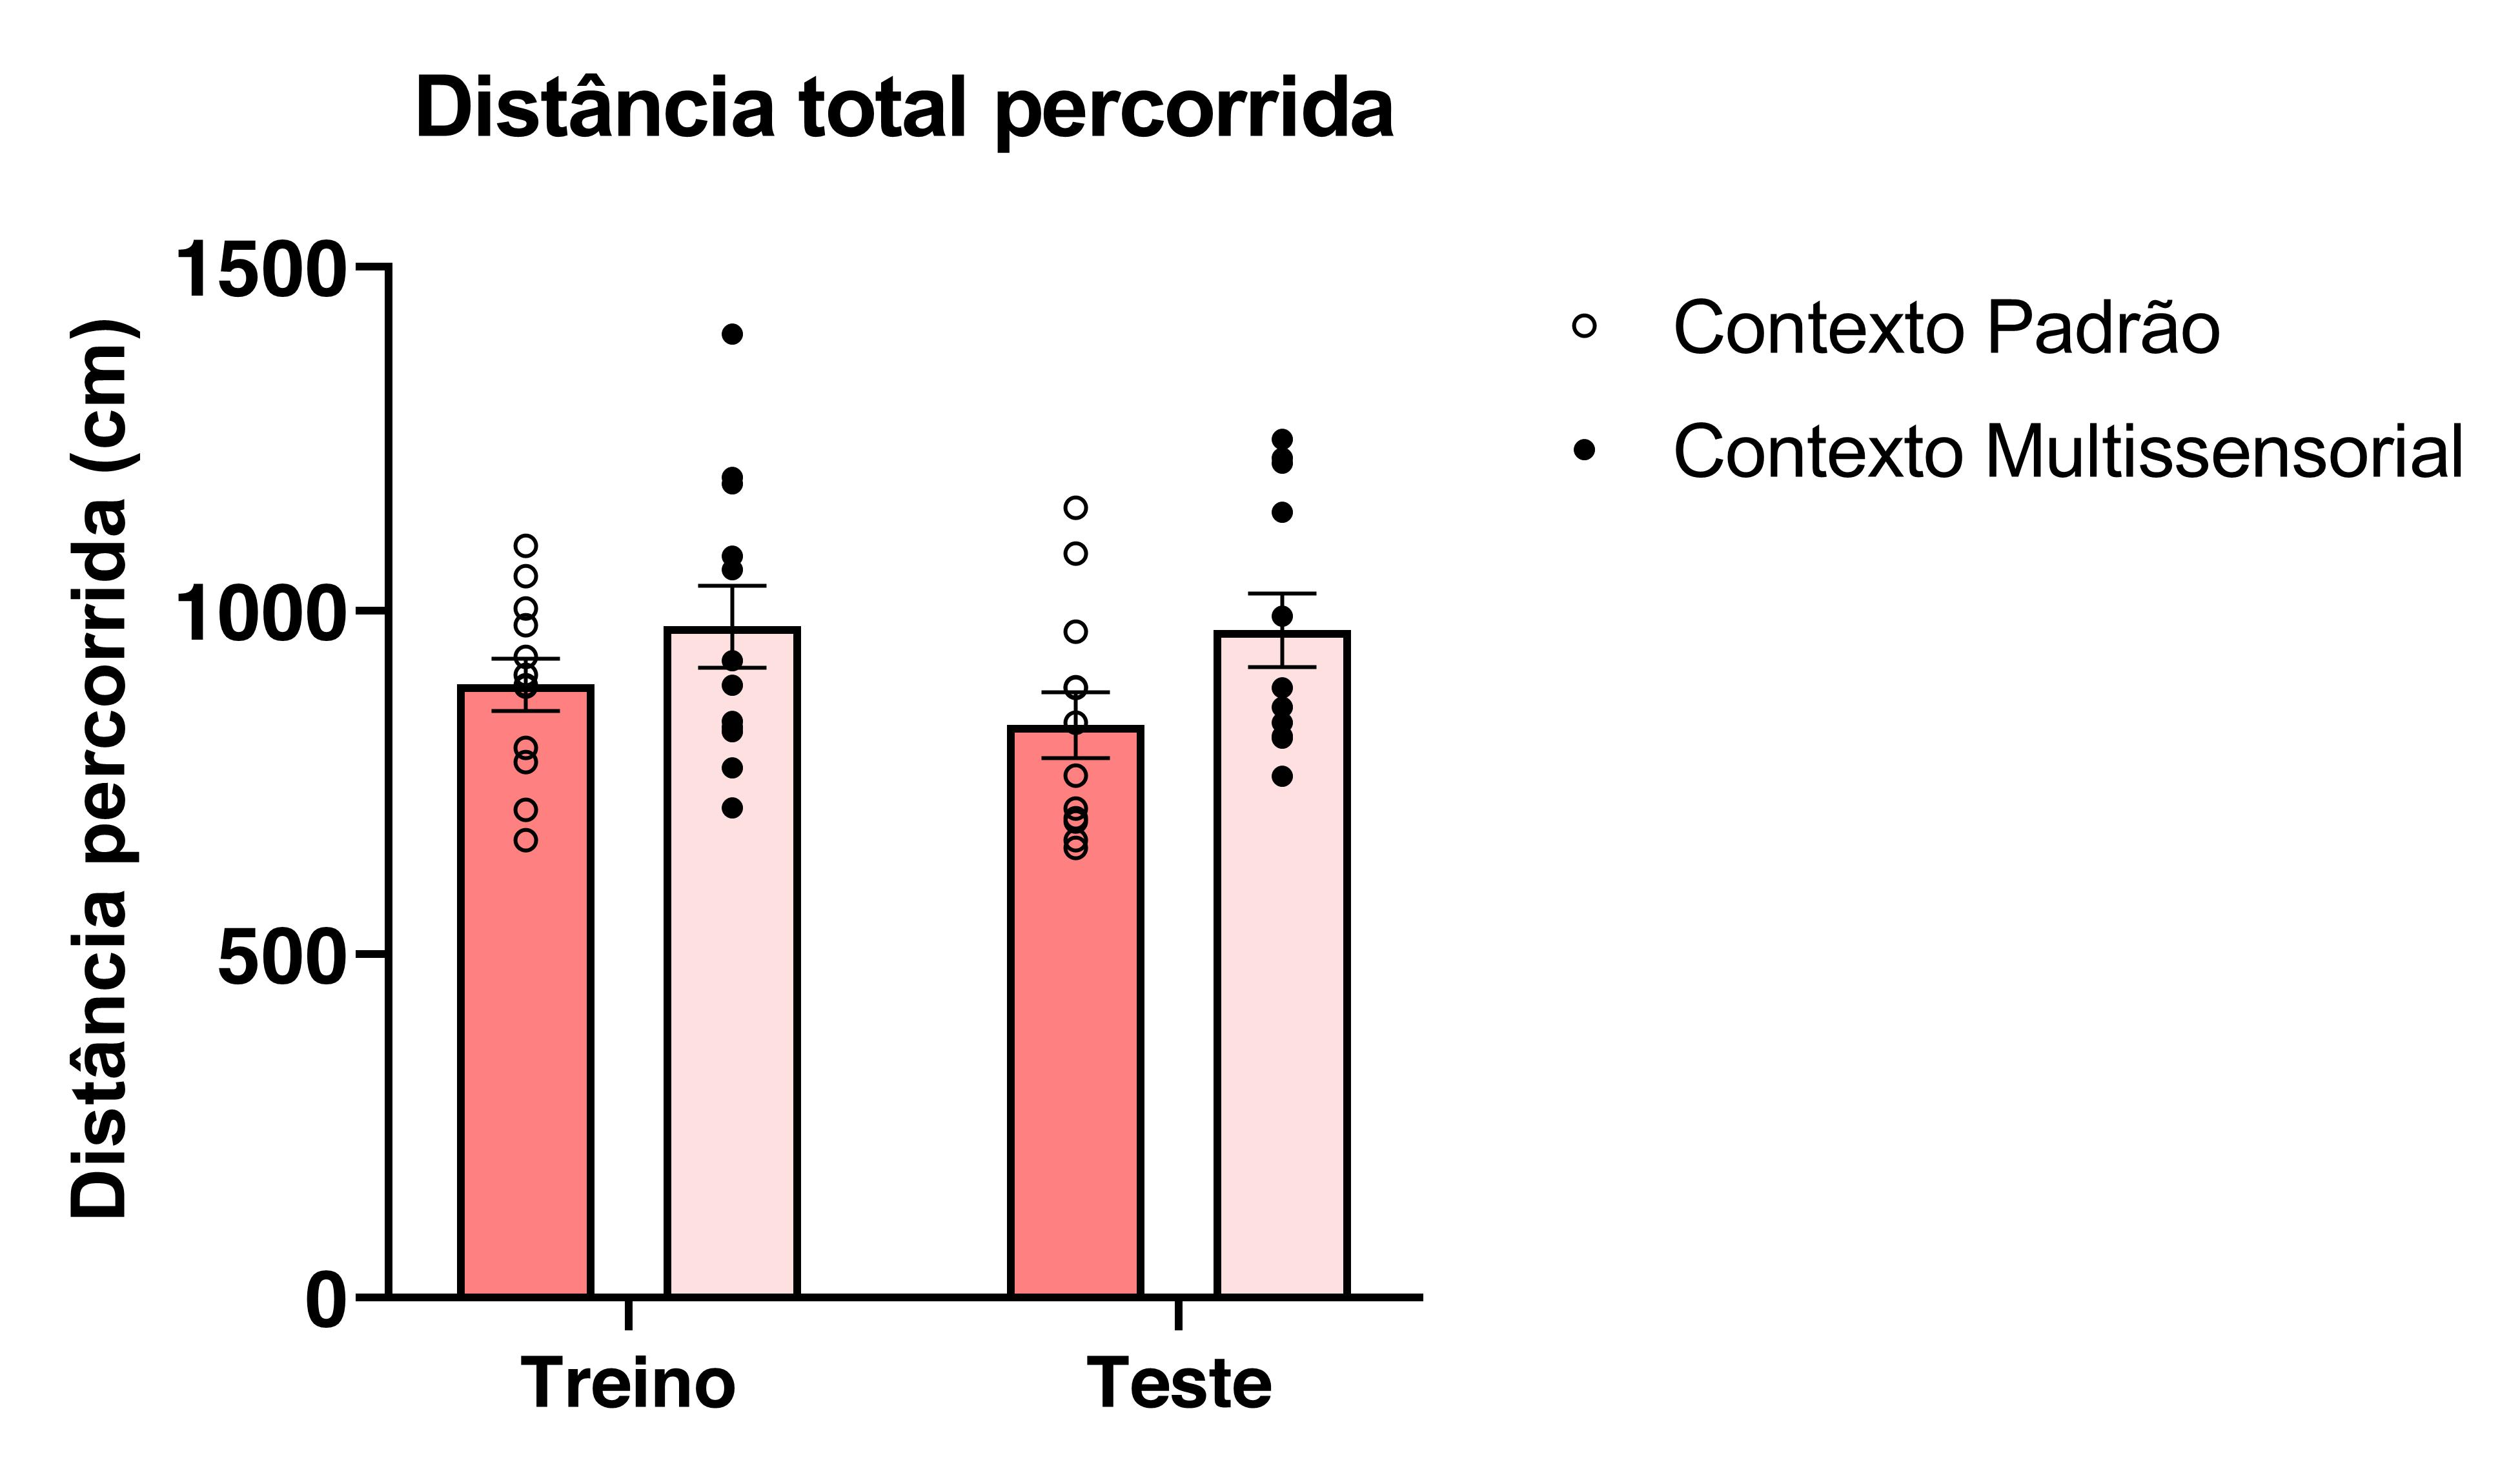 Distância total percorrida
Distância percorrida (cm)
1500
1000
500
0
Treino
Teste
Contexto Padrão
Contexto Multissensorial